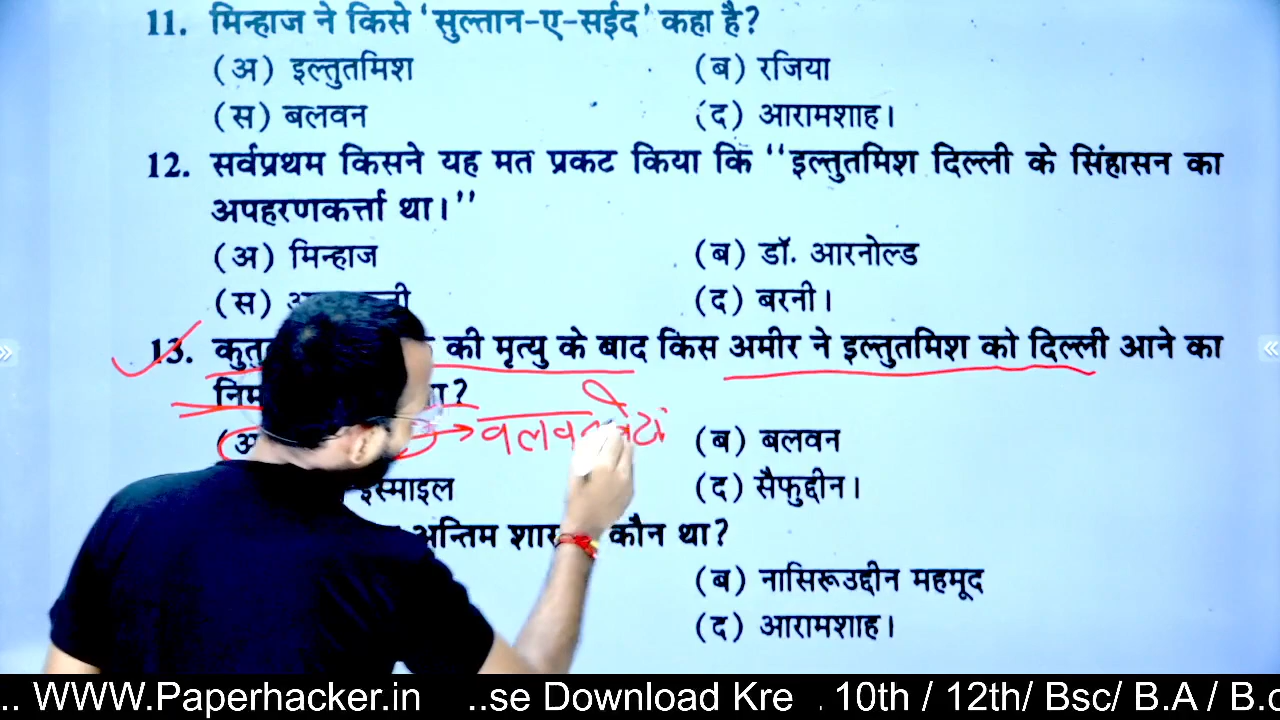 11. मिन्हाज ने किसे ‘सुल्तान-ए-सईद’ कहा है?
(अ) इल्तुतमिश (ब) रजिया
(स) बलवन (द) आरामशाह।
12. सर्वप्रथम किसने यह मत प्रकट किया कि ‘‘इल्तुतमिश दिल्ली के सिंहासन का
अपहरणकर्त्ता था।’’
(अ) मिन्हाज (ब) डॉ. आरनोल्ड
(स) (द) बरनी।
13. की मृत्यु के बाद किस अमीर ने इल्तुतमिश को दिल्ली आने का
(ब) बलवन
इस्माइल (द) सैफुद्दीन।
अन्तिम कौन था?
(ब) नासिरूउद्दीन महमूद
(द) आरामशाह।
.. WWW.Paperhacker.in ..se Download Kre . 10th / 12th/ Bsc/ B.A / B.c